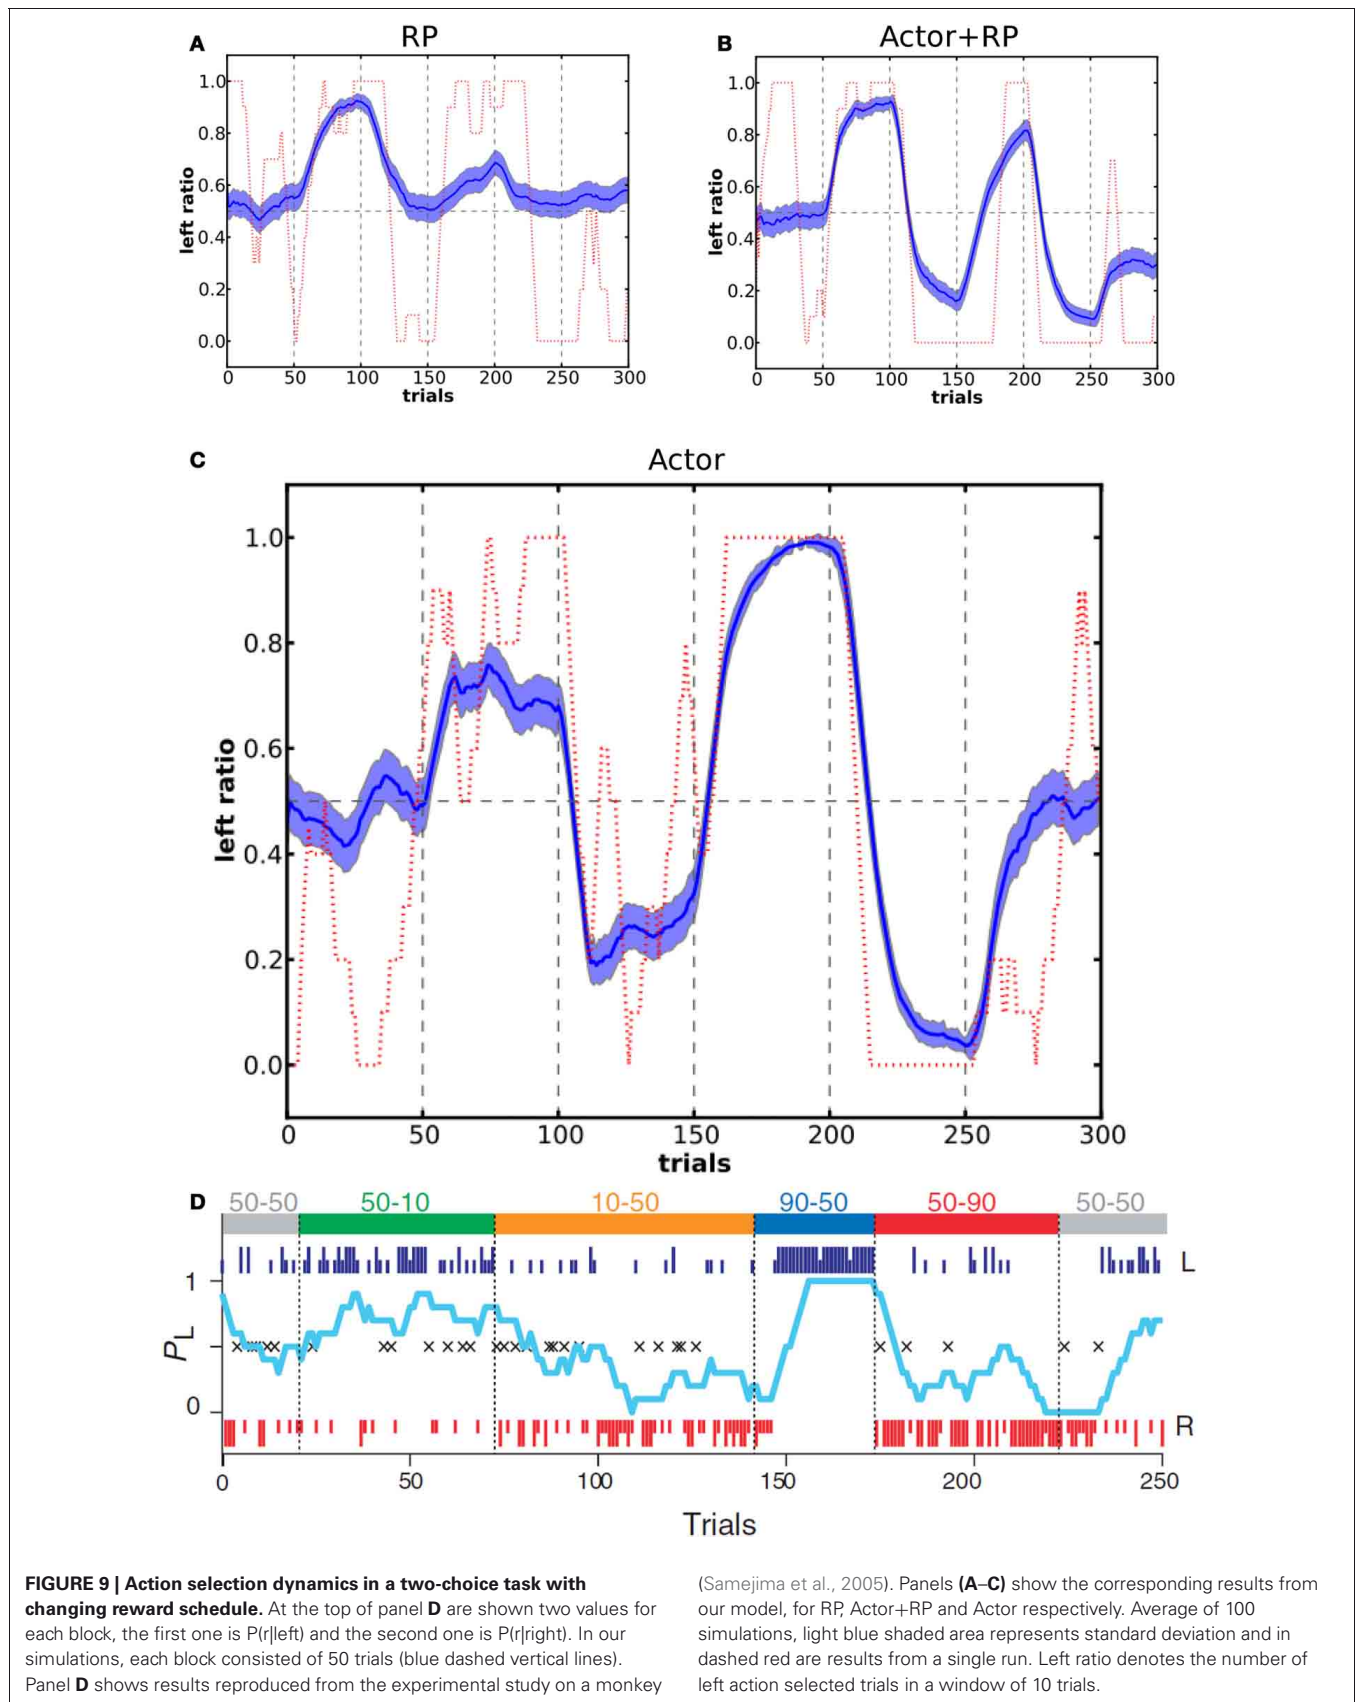 A
RP
1.0
0.8
0.6
0.4
0.2
0.0
left ratio
0 50 100 150 200 250 300
trials
B
Actor+RP
1.0
0.8
0.6
0.4
0.2
0.0
left ratio
0 50 100 150 200 250 300
trials
C
Actor
1.0
0.8
0.6
0.4
0.2
0.0
left ratio
0 50 100 150 200 250 300
trials
D
50-50 50-10 10-50 90-50 50-90 50-50
L
1
PL
0
R
0 50 100 150 200 250
Trials
FIGURE 9 | Action selection dynamics in a two-choice task with
changing reward schedule. At the top of panel D are shown two values for
each block, the first one is P(r|left) and the second one is P(r|right). In our
simulations, each block consisted of 50 trials (blue dashed vertical lines).
Panel D shows results reproduced from the experimental study on a monkey
(Samejima et al., 2005). Panels (A–C) show the corresponding results from
our model, for RP, Actor+RP and Actor respectively. Average of 100
simulations, light blue shaded area represents standard deviation and in
dashed red are results from a single run. Left ratio denotes the number of
left action selected trials in a window of 10 trials.